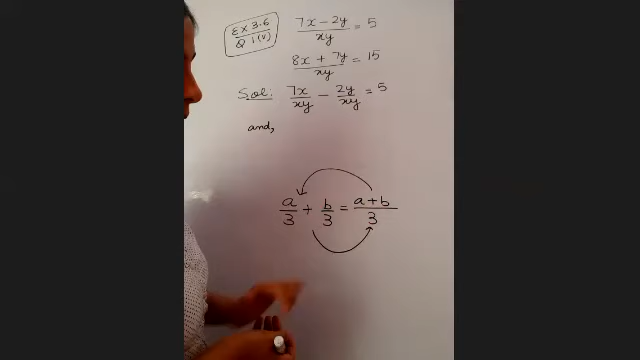 Ex 3.6
Q 1(v)
7x - 2y / xy = 5
8x + 7y / xy = 15
Sol: 7x/xy - 2y/xy = 5
and,
a/3 + b/3 = a + b / 3